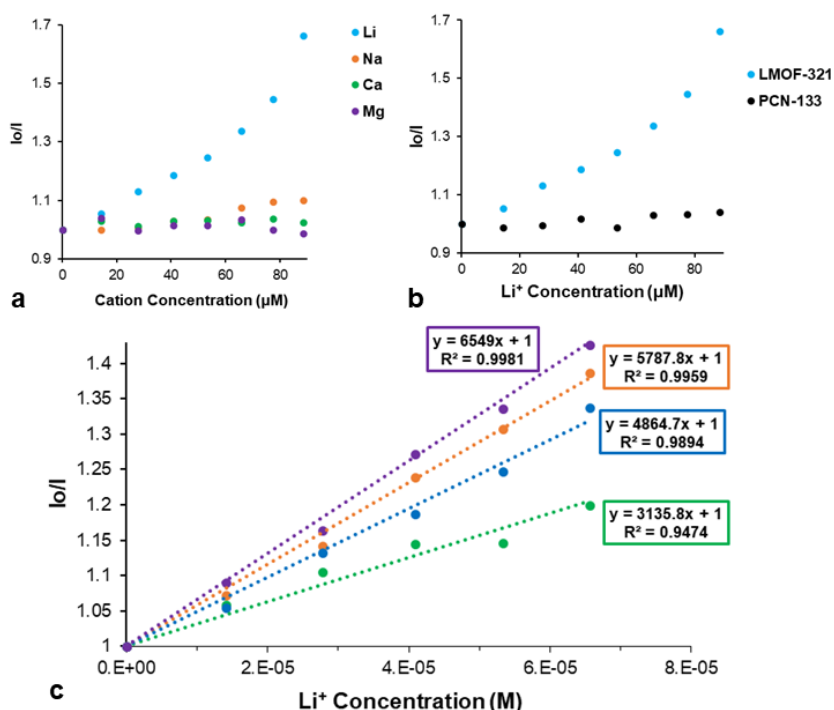 1.7
1.5
1.3
1.1
0.9
Io/I
0 20 40 60 80
Cation Concentration (µM)
Li
Na
Ca
Mg
a
1.7
1.5
1.3
1.1
0.9
Io/I
0 20 40 60 80
Li⁺ Concentration (µM)
LMOF-321
PCN-133
b
1.4
1.35
1.3
1.25
1.2
1.15
1.1
1.05
1
Io/I
y = 6549x + 1
R² = 0.9981
y = 5787.8x + 1
R² = 0.9959
y = 4864.7x + 1
R² = 0.9894
y = 3135.8x + 1
R² = 0.9474
0.E+00 2.E-05 4.E-05 6.E-05 8.E-05
Li⁺ Concentration (M)
c